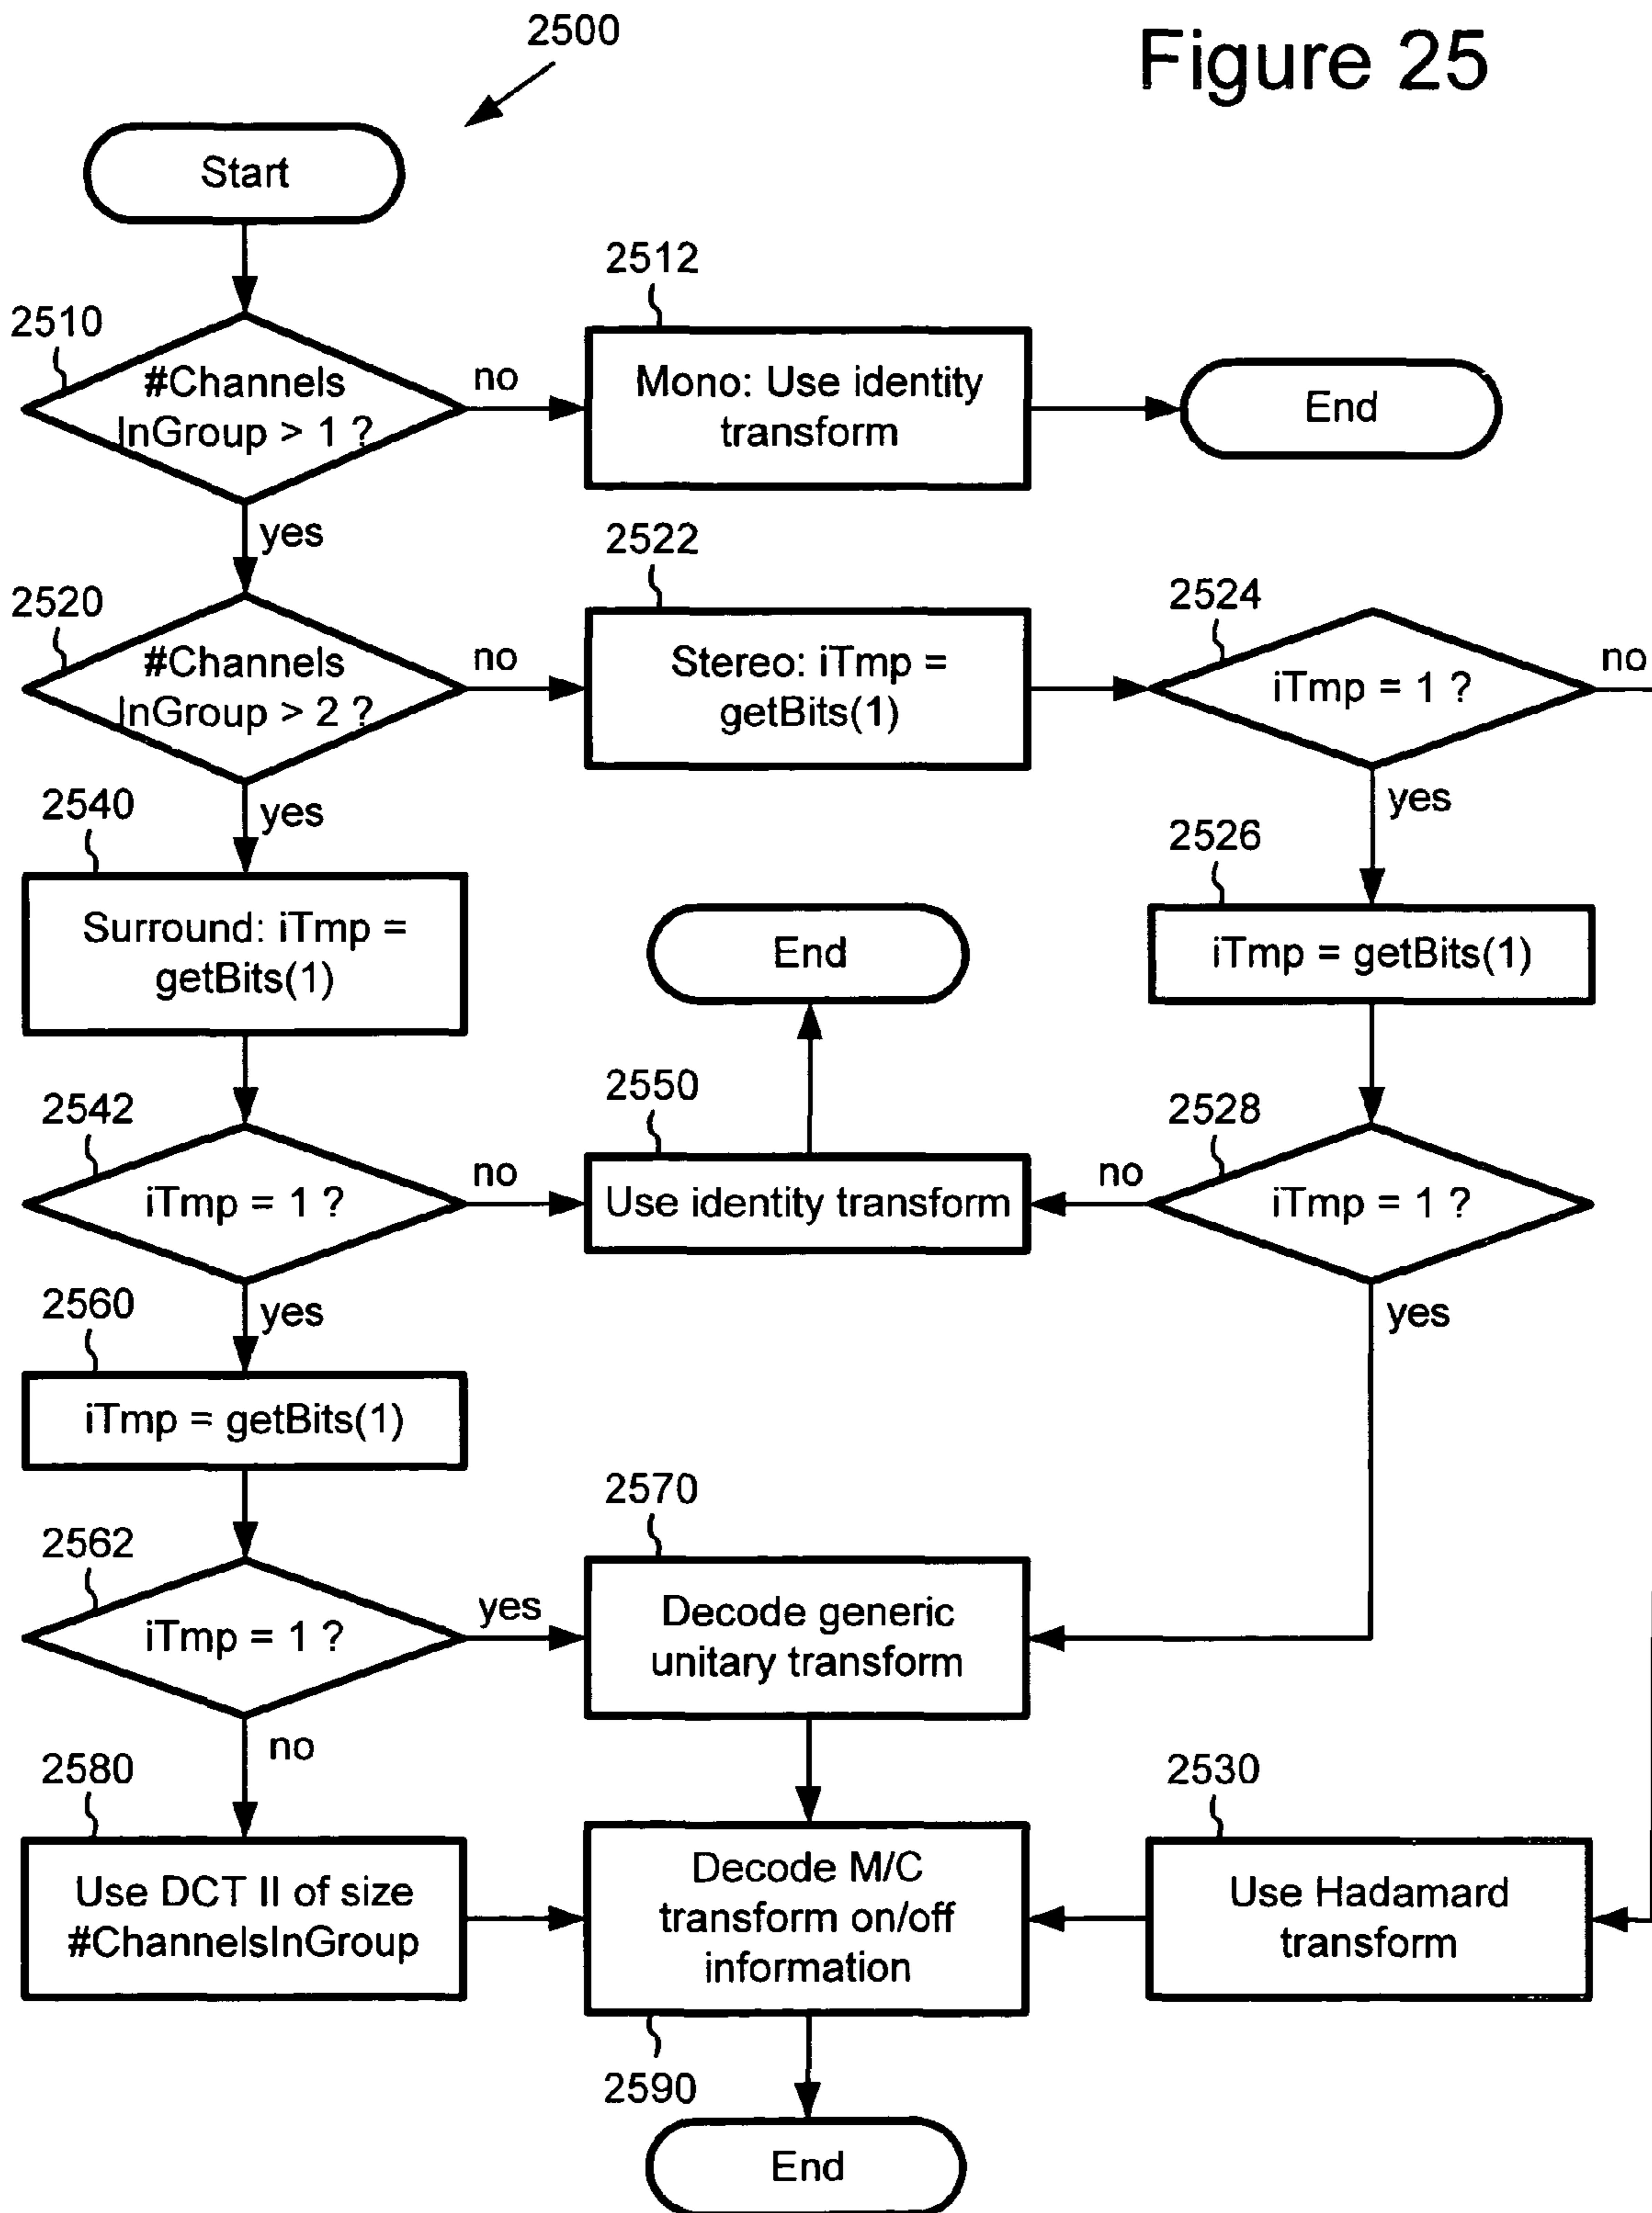 2500
Figure 25
Start
2512
2510
#Channels
InGroup > 1 ?
no
Mono: Use identity
transform
End
yes
2522
2520
2524
#Channels
InGroup > 2 ?
no
Stereo: iTmp =
getBits(1)
iTmp = 1 ?
no
yes
yes
2540
2526
Surround: iTmp =
getBits(1)
End
iTmp = getBits(1)
2542
2550
2528
iTmp = 1 ?
no
Use identity transform
no
iTmp = 1 ?
yes
yes
2560
iTmp = getBits(1)
2570
2562
iTmp = 1 ?
yes
Decode generic
unitary transform
no
2580
2530
Use DCT II of size
#ChannelsInGroup
Decode M/C
transform on/off
information
Use Hadamard
transform
2590
End